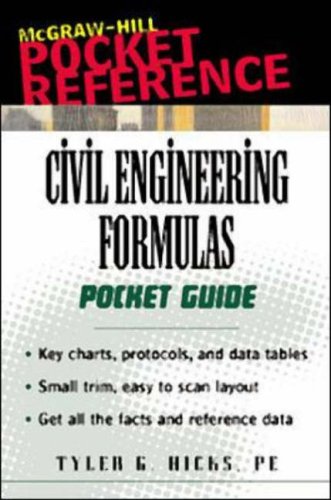 McGRAW-HILL
POCKET
REFERENCE
CIVIL ENGINEERING
FORMULAS
POCKET GUIDE
• Key charts, protocols, and data tables
• Small trim, easy to scan layout
• Get all the facts and reference data
TYLER G. HICKS, PE